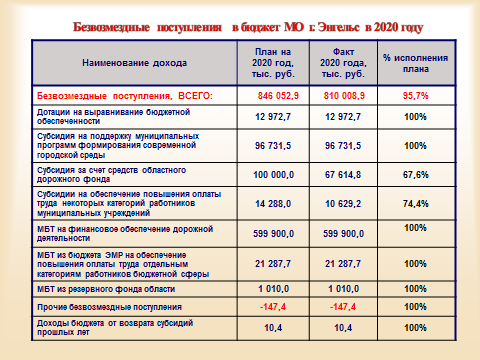 Безвозмездные поступления в бюджет МО г. Энгельс в 2020 году
Наименование дохода
План на
2020 год,
тыс. руб.
Факт
2020 года,
тыс. руб.
% исполнения
плана
Безвозмездные поступления, ВСЕГО: 846 052,9 810 008,9 95,7%
Дотации на выравнивание бюджетной
обеспеченности
12 972,7 12 972,7 100%
Субсидия на поддержку муниципальных
программ формирования современной
городской среды
96 731,5 96 731,5 100%
Субсидия за счет средств областного
дорожного фонда
100 000,0 67 614,8 67,6%
Субсидии на обеспечение повышения оплаты
труда некоторых категорий работников
муниципальных учреждений
14 288,0 10 629,2 74,4%
МБТ на финансовое обеспечение дорожной
деятельности
599 900,0 599 900,0 100%
МБТ из бюджета ЭМР на обеспечение
повышения оплаты труда отдельным
категориям работников бюджетной сферы
21 287,7 21 287,7 100%
МБТ из резервного фонда области 1 010,0 1 010,0 100%
Прочие безвозмездные поступления -147,4 -147,4 100%
Доходы бюджета от возврата субсидий
прошлых лет
10,4 10,4 100%